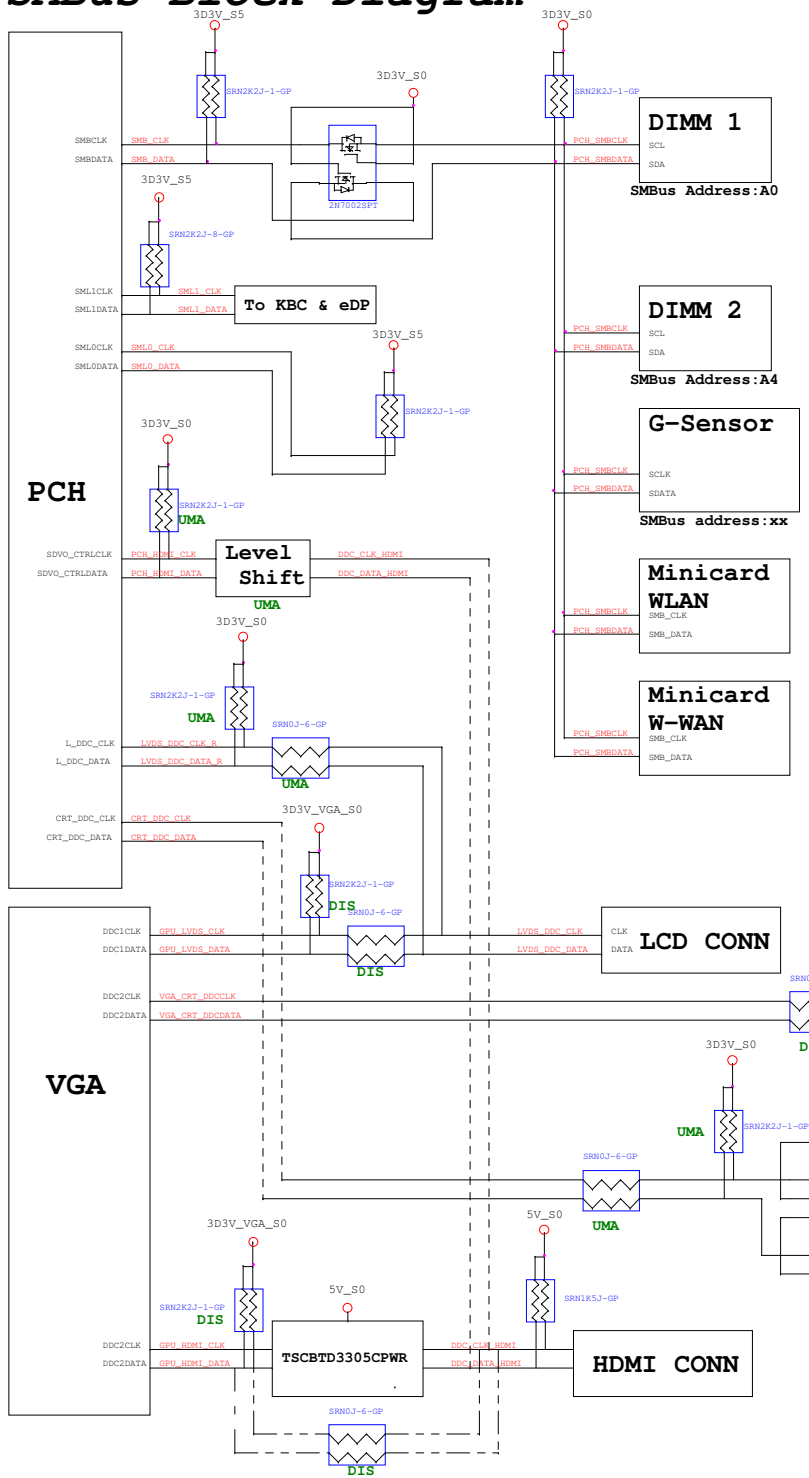 SMBus Block Diagram
3D3V_S5
3D3V_S0
SRN2K2J-1-GP
3D3V_S0
SRN2K2J-1-GP
DIMM 1
SMBCLK
SMB_CLK
PCH_SMBCLK
SCL
SMBDATA
SMB_DATA
PCH_SMBDATA
SDA
2N7002SPT
SMBus Address:A0
3D3V_S5
SRN2K2J-8-GP
SML1CLK
SML1_CLK
SML1DATA
SML1_DATA
To KBC & eDP
DIMM 2
PCH_SMBCLK
SCL
PCH_SMBDATA
SDA
SMBus Address:A4
SML0CLK
SML0_CLK
SML0DATA
SML0_DATA
3D3V_S5
SRN2K2J-1-GP
G-Sensor
PCH_SMBCLK
SCLK
PCH_SMBDATA
SDATA
SMBus address:xx
3D3V_S0
PCH
SRN2K2J-1-GP
UMA
SDVO_CTRLCLK
PCH_HDMI_CLK
SDVO_CTRLDATA
PCH_HDMI_DATA
Level
Shift
UMA
DDC_CLK_HDMI
DDC_DATA_HDMI
Minicard
WLAN
PCH_SMBCLK
SMB_CLK
PCH_SMBDATA
SMB_DATA
3D3V_S0
SRN2K2J-1-GP
UMA
SRN0J-6-GP
L_DDC_CLK
LVDS_DDC_CLK_R
L_DDC_DATA
LVDS_DDC_DATA_R
UMA
Minicard
W-WAN
PCH_SMBCLK
SMB_CLK
PCH_SMBDATA
SMB_DATA
3D3V_VGA_S0
CRT_DDC_CLK
CRT_DDC_CLK
CRT_DDC_DATA
CRT_DDC_DATA
SRN2K2J-1-GP
DIS
SRN0J-6-GP
DDC1CLK
GPU_LVDS_CLK
DDC1DATA
GPU_LVDS_DATA
DIS
LVDS_DDC_CLK
CLK
LVDS_DDC_DATA
DATA
LCD CONN
DDC2CLK
VGA_CRT_DDCCLK
DDC2DATA
VGA_CRT_DDCDATA
SRN0
D
VGA
3D3V_S0
UMA
SRN2K2J-1-GP
SRN0J-6-GP
UMA
3D3V_VGA_S0
5V_S0
5V_S0
SRN2K2J-1-GP
DIS
SRN1K5J-GP
DDC2CLK
GPU_HDMI_CLK
DDC2DATA
GPU_HDMI_DATA
TSCBTD3305CPWR
DDC_CLK_HDMI
DDC_DATA_HDMI
HDMI CONN
SRN0J-6-GP
DIS